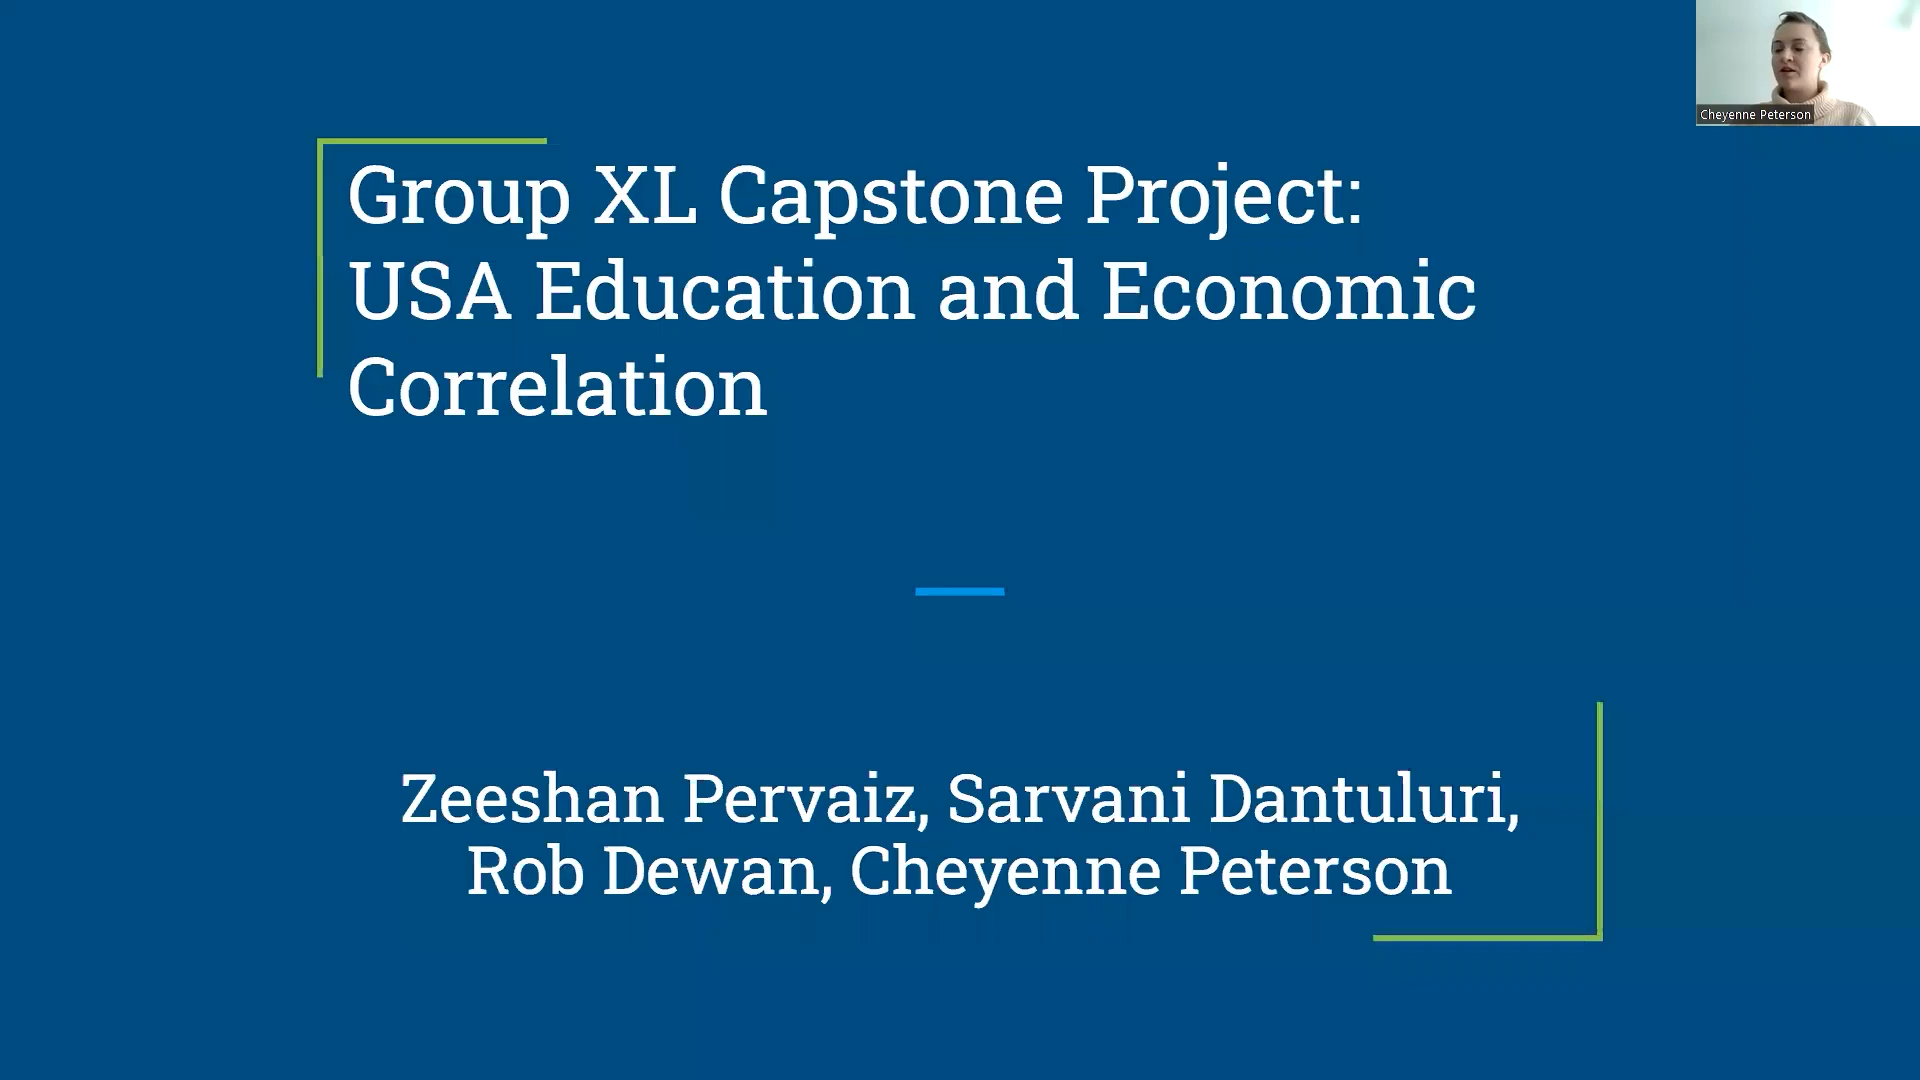 Cheyenne Peterson
Group XL Capstone Project:
USA Education and Economic
Correlation
Zeeshan Pervaiz, Sarvani Dantuluri,
Rob Dewan, Cheyenne Peterson